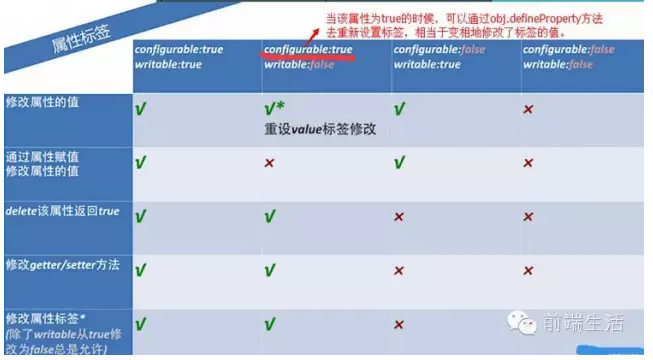 当该属性为true的时候，可以通过obj.defineProperty方法
去重新设置标签，相当于变相地修改了标签的值。
属性标签
configurable:true
writable:true
configurable:true
writable:false
configurable:false
writable:true
configurable:false
writable:false
修改属性的值
√
√*
重设value标签修改
√
×
通过属性赋值
修改属性的值
√
×
√
×
delete该属性返回true
√
√
×
×
修改getter/setter方法
√
√
×
×
修改属性标签*
(除了writable从true修
改为false总是允许)
√
√
×
前端生活